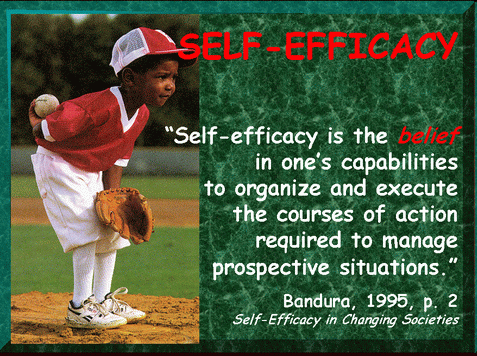 SELF-EFFICACY
“Self-efficacy is the belief
in one’s capabilities
to organize and execute
the courses of action
required to manage
prospective situations.”
Bandura, 1995, p. 2
Self-Efficacy in Changing Societies